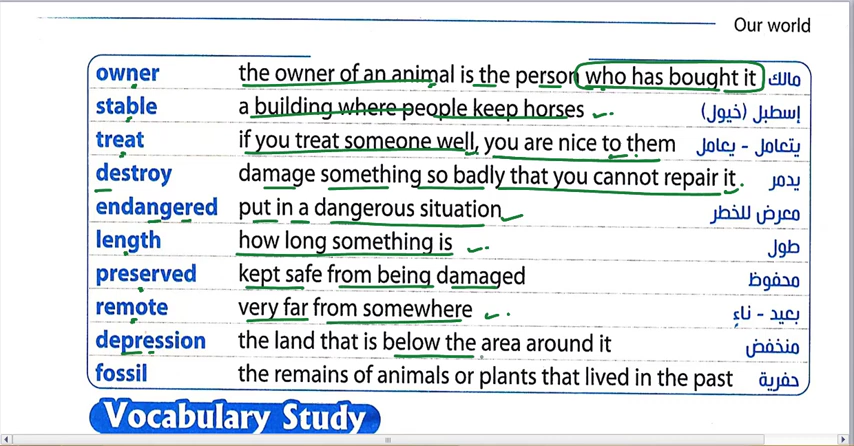 Our world
owner the owner of an animal is the person who has bought it مالك
stable a building where people keep horses إسطبل (خيول)
treat if you treat someone well, you are nice to them يتعامل - يعامل
destroy damage something so badly that you cannot repair it. يدمر
endangered put in a dangerous situation معرض للخطر
length how long something is طول
preserved kept safe from being damaged محفوظ
remote very far from somewhere بعيد - ناءٍ
depression the land that is below the area around it منخفض
fossil the remains of animals or plants that lived in the past حفرية
Vocabulary Study